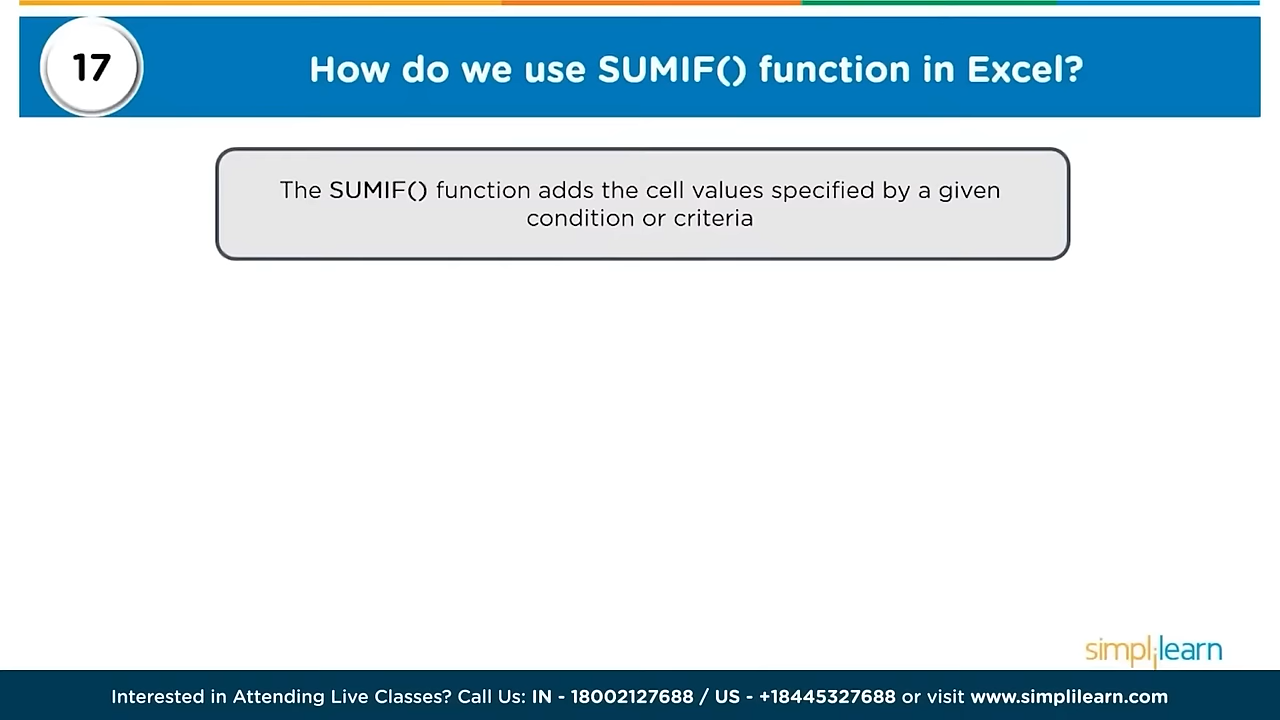 17
How do we use SUMIF() function in Excel?
The SUMIF() function adds the cell values specified by a given
condition or criteria
simplilearn
Interested in Attending Live Classes? Call Us: IN - 18002127688 / US - +18445327688 or visit www.simplilearn.com